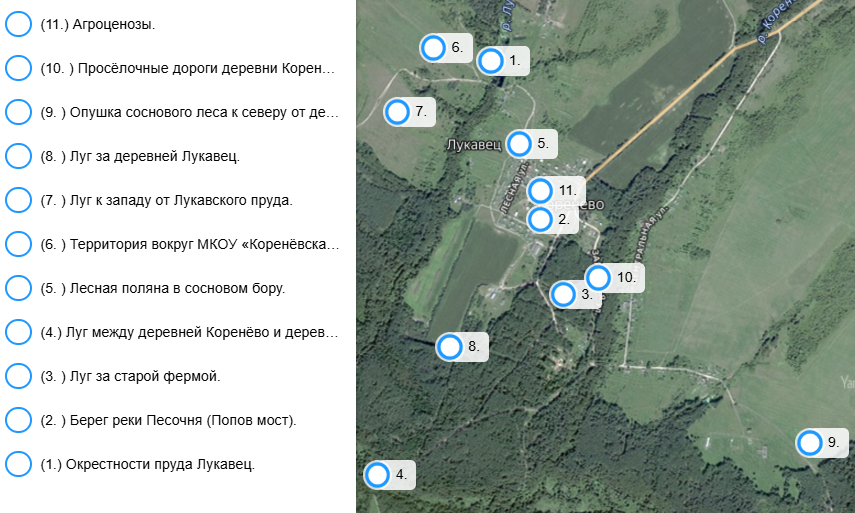 (11.) Агроценозы.
(10. ) Просёлочные дороги деревни Корен…
(9. ) Опушка соснового леса к северу от де…
(8. ) Луг за деревней Лукавец.
(7. ) Луг к западу от Лукавского пруда.
(6. ) Территория вокруг МКОУ «Коренёвска…
(5. ) Лесная поляна в сосновом бору.
(4.) Луг между деревней Коренёво и дерев…
(3. ) Луг за старой фермой.
(2. ) Берег реки Песочня (Попов мост).
(1.) Окрестности пруда Лукавец.
6.
1.
7.
Лукавец
5.
ЛЕСНАЯ УЛ.
11.
2.
10.
3.
8.
9.
4.